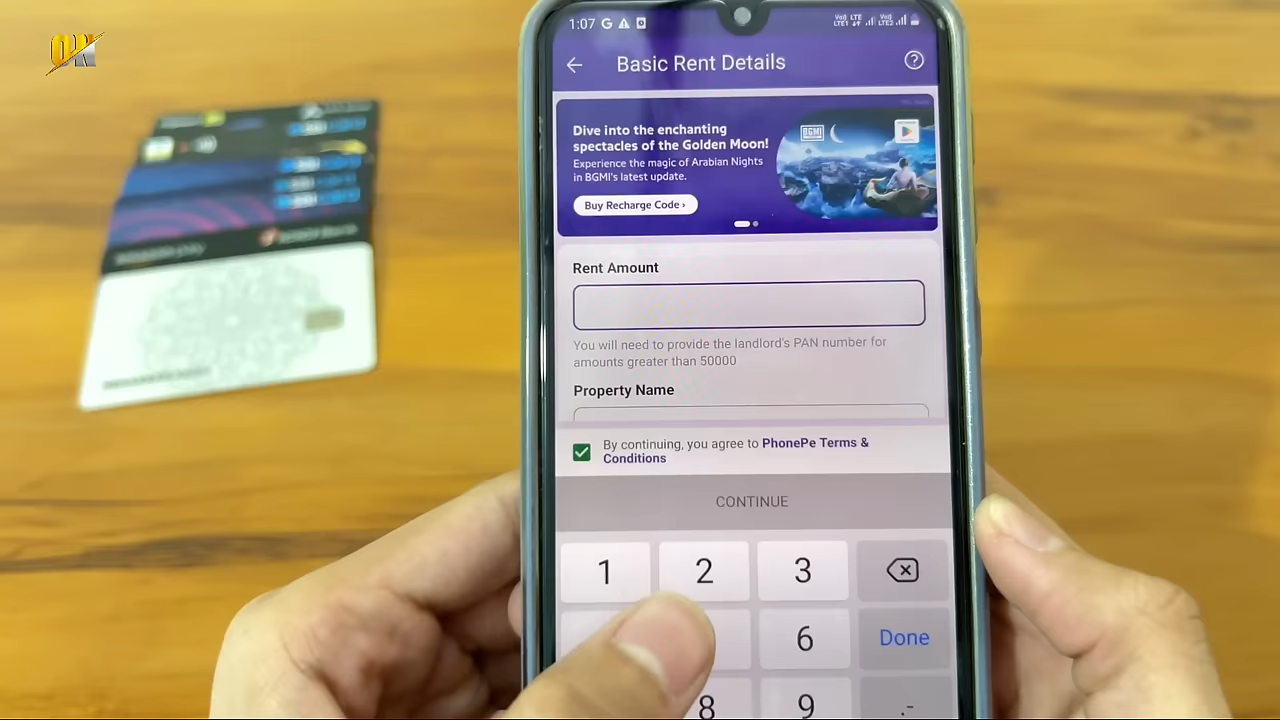 1:07
Basic Rent Details
Dive into the enchanting
spectacles of the Golden Moon!
Experience the magic of Arabian Nights
in BGMI's latest update.
BGMI
Buy Recharge Code ›
Rent Amount
You will need to provide the landlord's PAN number for
amounts greater than 50000
Property Name
By continuing, you agree to PhonePe Terms &
Conditions
CONTINUE
1 2 3
6 Done
8 9 .-